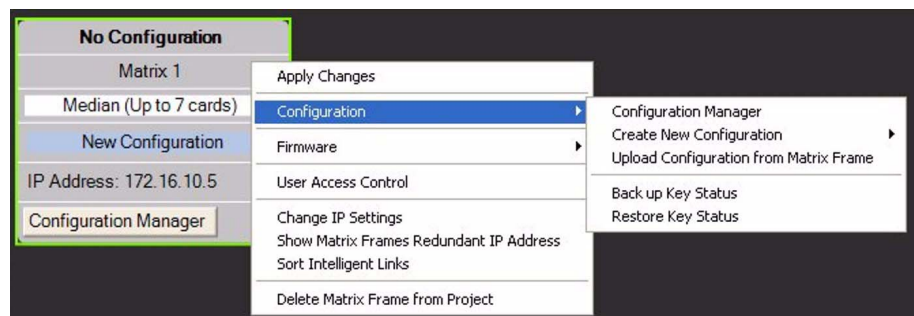 No Configuration
Matrix 1
Median (Up to 7 cards)
New Configuration
IP Address: 172.16.10.5
Configuration Manager
Apply Changes
Configuration
Firmware
User Access Control
Change IP Settings
Show Matrix Frames Redundant IP Address
Sort Intelligent Links
Delete Matrix Frame from Project
Configuration Manager
Create New Configuration
Upload Configuration from Matrix Frame
Back up Key Status
Restore Key Status